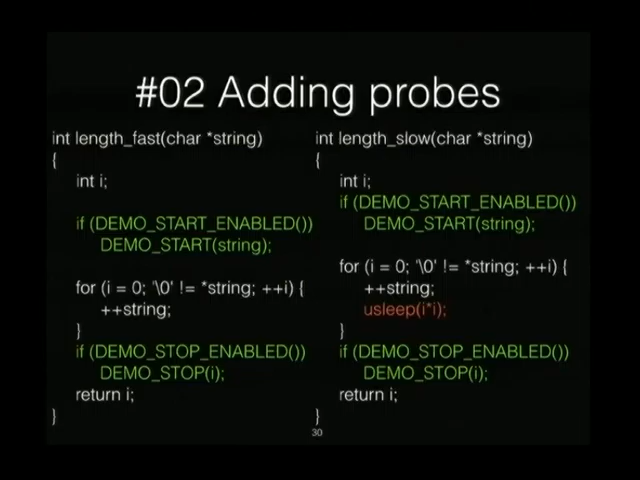 #02 Adding probes
int length_fast(char *string)
{
int i;
if (DEMO_START_ENABLED())
DEMO_START(string);
for (i = 0; '\0' != *string; ++i) {
++string;
}
if (DEMO_STOP_ENABLED())
DEMO_STOP(i);
return i;
}
int length_slow(char *string)
{
int i;
if (DEMO_START_ENABLED())
DEMO_START(string);
for (i = 0; '\0' != *string; ++i) {
++string;
usleep(i*i);
}
if (DEMO_STOP_ENABLED())
DEMO_STOP(i);
return i;
}
30